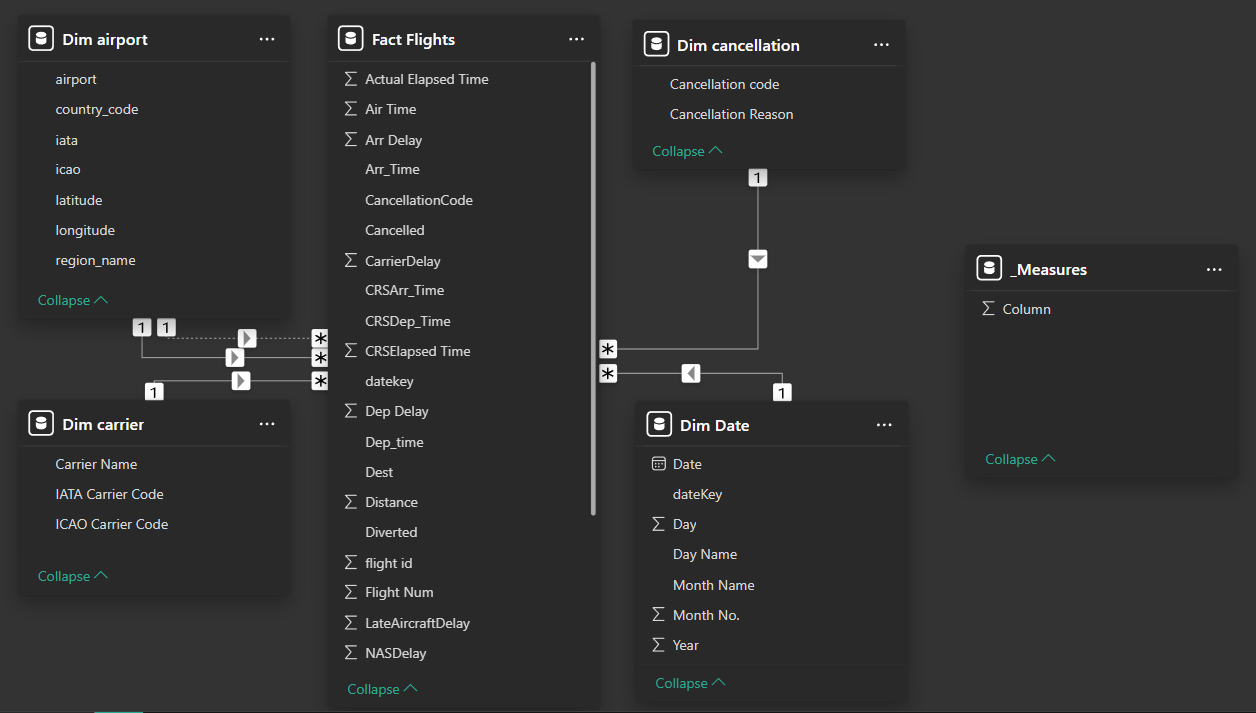 Dim airport
airport
country_code
iata
icao
latitude
longitude
region_name
Collapse
1
1
*
*
*
1
Dim carrier
Carrier Name
IATA Carrier Code
ICAO Carrier Code
Collapse
Fact Flights
Actual Elapsed Time
Air Time
Arr Delay
Arr_Time
CancellationCode
Cancelled
CarrierDelay
CRSArr_Time
CRSDep_Time
CRSElapsed Time
datekey
Dep Delay
Dep_time
Dest
Distance
Diverted
flight id
Flight Num
LateAircraftDelay
NASDelay
Collapse
Dim cancellation
Cancellation code
Cancellation Reason
Collapse
1
*
*
1
Dim Date
Date
dateKey
Day
Day Name
Month Name
Month No.
Year
Collapse
_Measures
Column
Collapse